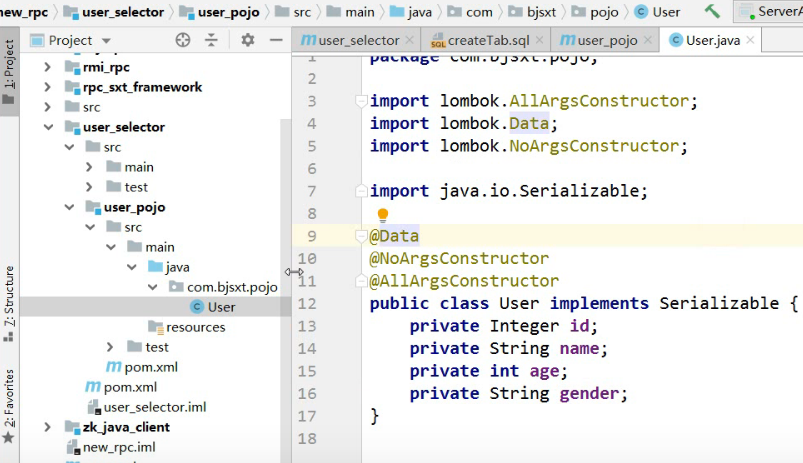 new_rpc user_selector user_pojo src main java com bjsxt pojo User ServerA
Project
user_selector createTab.sql user_pojo User.java
1: Project
rmi_rpc
rpc_sxt_framework
src
user_selector
src
main
test
user_pojo
src
main
java
com.bjsxt.pojo
User
resources
test
pom.xml
pom.xml
user_selector.iml
zk_java_client
new_rpc.iml
Z: Structure
2: Favorites
1 package com.bjsxt.pojo;
2
3 import lombok.AllArgsConstructor;
4 import lombok.Data;
5 import lombok.NoArgsConstructor;
6
7 import java.io.Serializable;
8
9 @Data
10 @NoArgsConstructor
11 @AllArgsConstructor
12 public class User implements Serializable {
13 private Integer id;
14 private String name;
15 private int age;
16 private String gender;
17 }
18